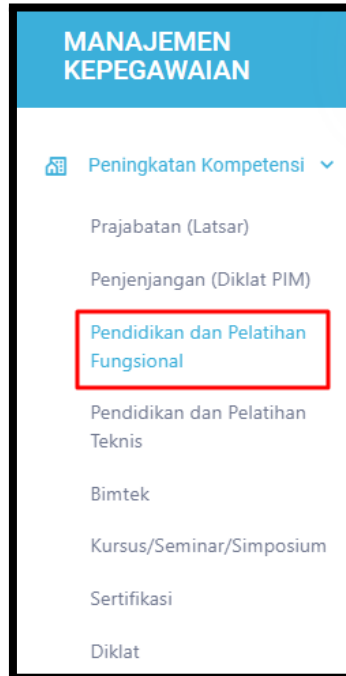 MANAJEMEN
KEPEGAWAIAN
Peningkatan Kompetensi
Prajabatan (Latsar)
Penjenjangan (Diklat PIM)
Pendidikan dan Pelatihan
Fungsional
Pendidikan dan Pelatihan
Teknis
Bimtek
Kursus/Seminar/Simposium
Sertifikasi
Diklat